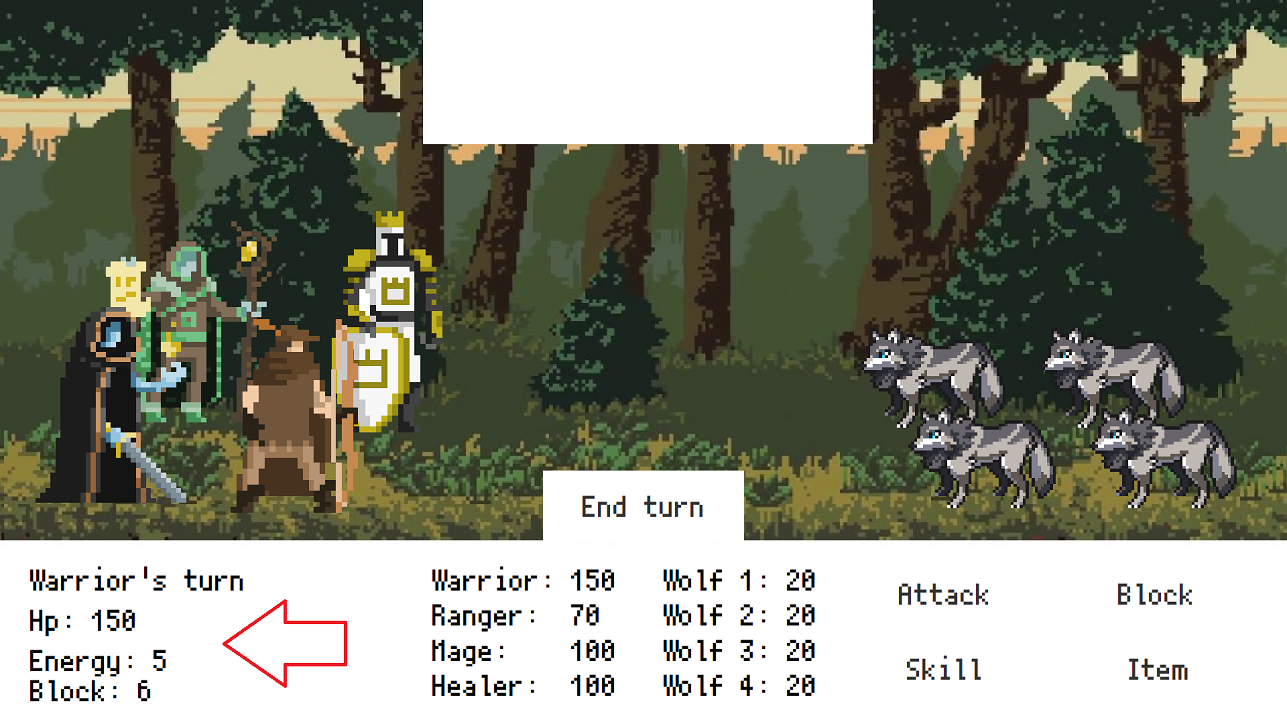 End turn
Warrior's turn
Hp: 150
Energy: 5
Block: 6
Warrior: 150
Ranger: 70
Mage: 100
Healer: 100
Wolf 1: 20
Wolf 2: 20
Wolf 3: 20
Wolf 4: 20
Attack
Block
Skill
Item